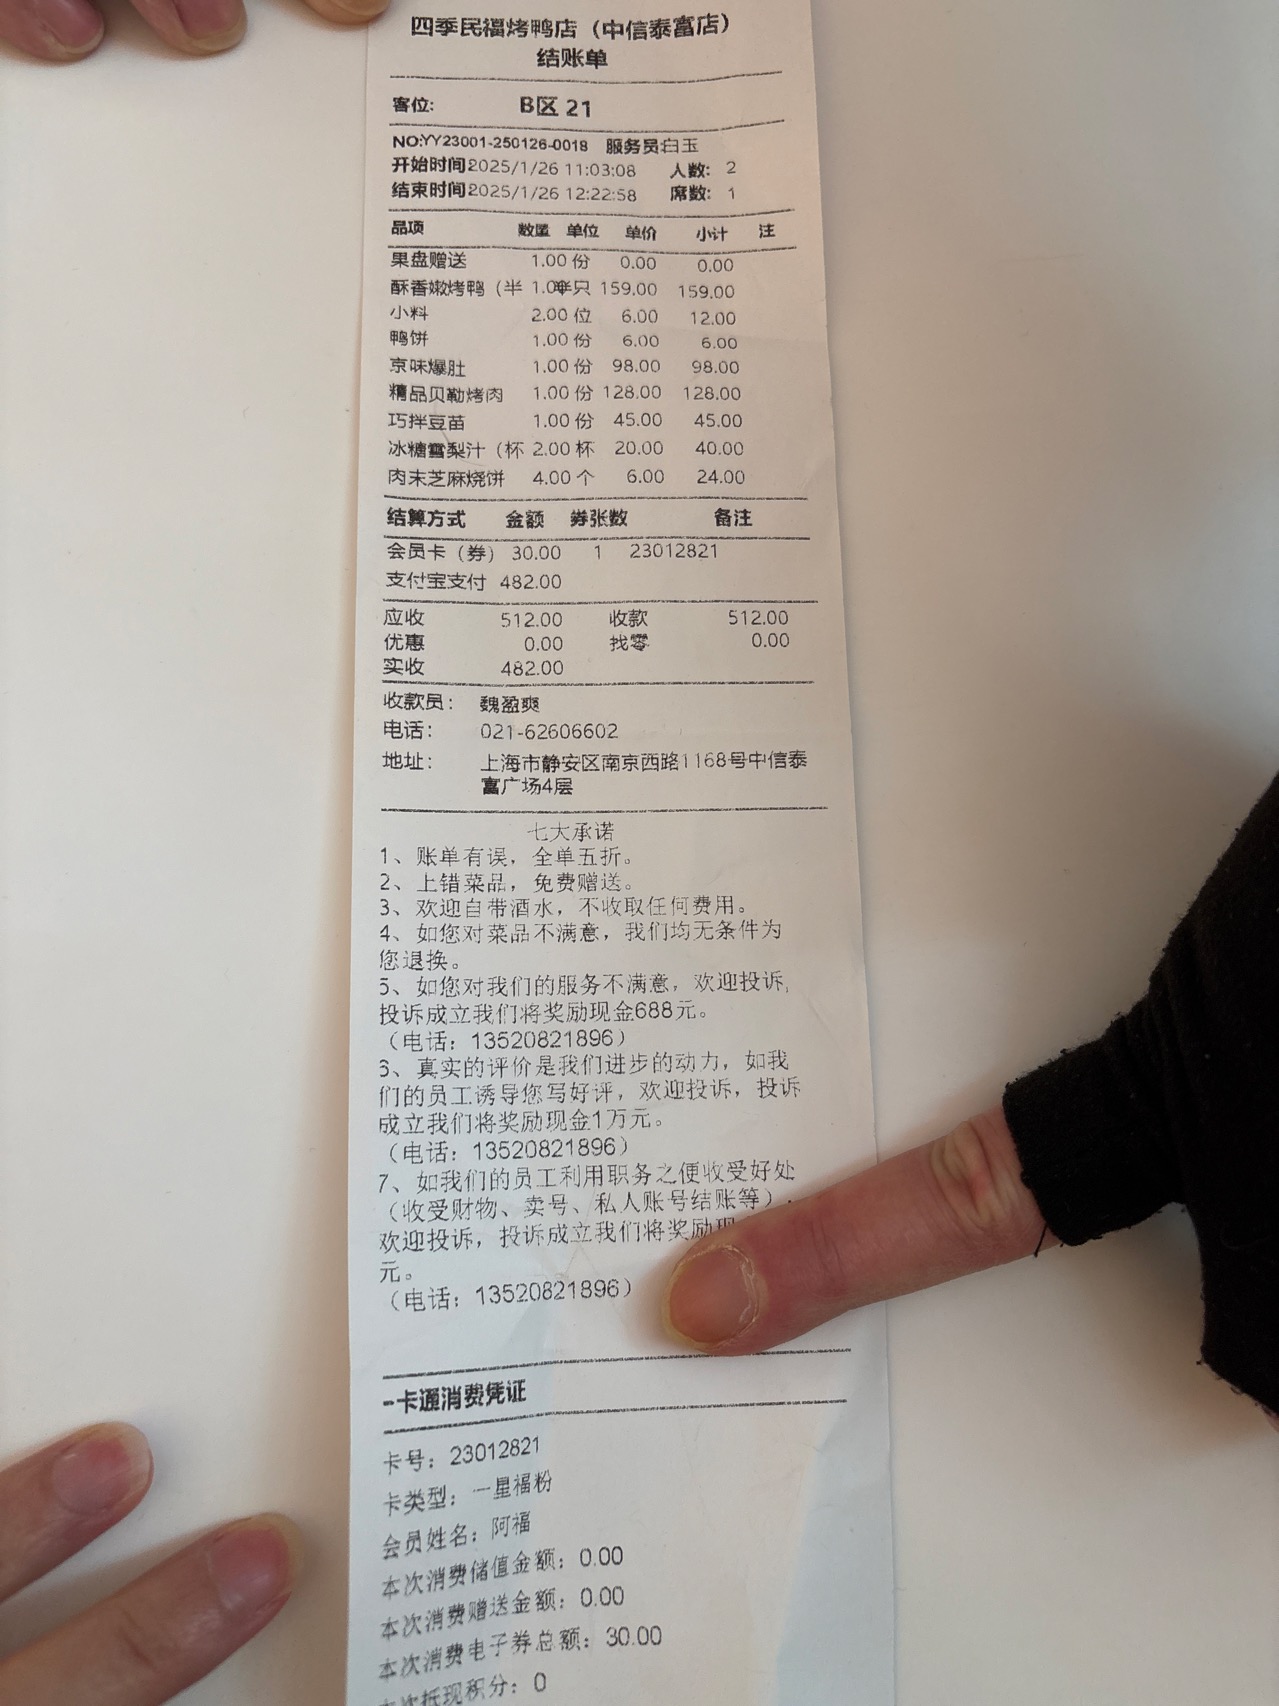 四季民福烤鸭店（中信泰富店）
结账单
客位: B区 21
NO:YY23001-250126-0018 服务员:白玉
开始时间2025/1/26 11:03:08 人数: 2
结束时间2025/1/26 12:22:58 席数: 1
品项 数量 单位 单价 小计 注
果盘赠送 1.00 份 0.00 0.00
酥香嫩烤鸭（半 1.00半只 159.00 159.00
小料 2.00 位 6.00 12.00
鸭饼 1.00 份 6.00 6.00
京味爆肚 1.00 份 98.00 98.00
精品贝勒烤肉 1.00 份 128.00 128.00
巧拌豆苗 1.00 份 45.00 45.00
冰糖雪梨汁（杯 2.00 杯 20.00 40.00
肉末芝麻烧饼 4.00 个 6.00 24.00
结算方式 金额 券张数 备注
会员卡（券） 30.00 1 23012821
支付宝支付 482.00
应收 512.00 收款 512.00
优惠 0.00 找零 0.00
实收 482.00
收款员: 魏盈爽
电话: 021-62606602
地址: 上海市静安区南京西路1168号中信泰
富广场4层
七大承诺
1、账单有误，全单五折。
2、上错菜品，免费赠送。
3、欢迎自带酒水，不收取任何费用。
4、如您对菜品不满意，我们均无条件为
您退换。
5、如您对我们的服务不满意，欢迎投诉，
投诉成立我们将奖励现金688元。
（电话：13520821896）
6、真实的评价是我们进步的动力，如我
们的员工诱导您写好评，欢迎投诉，投诉
成立我们将奖励现金1万元。
（电话：13520821896）
7、如我们的员工利用职务之便收受好处
（收受财物、卖号、私人账号结账等），
欢迎投诉，投诉成立我们将奖励现
元。
（电话：13520821896）
一卡通消费凭证
卡号：23012821
卡类型：一星福粉
会员姓名：阿福
本次消费储值金额：0.00
本次消费赠送金额：0.00
本次消费电子券总额：30.00
本次抵现积分：0